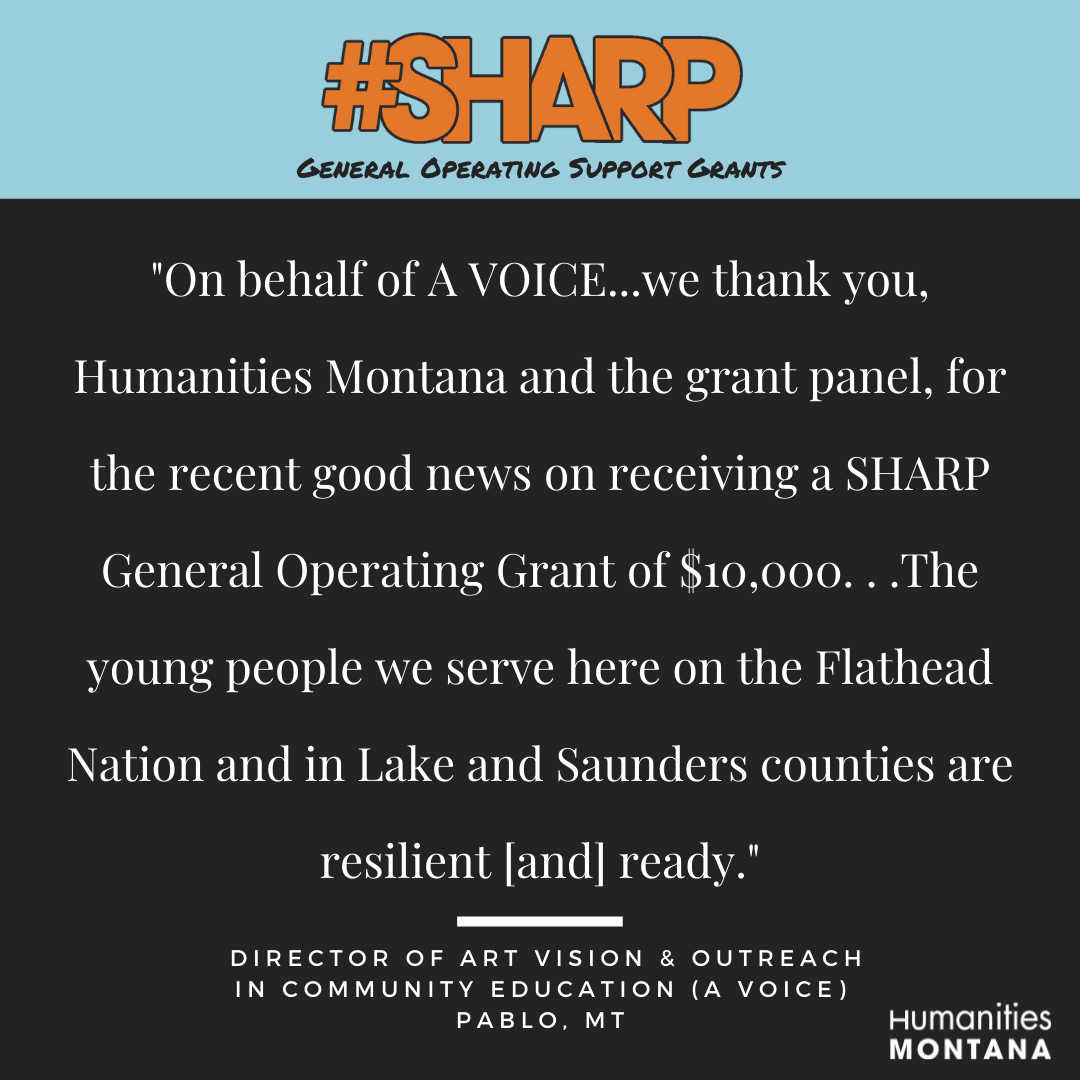 #SHARP
GENERAL OPERATING SUPPORT GRANTS
"On behalf of A VOICE...we thank you,
Humanities Montana and the grant panel, for
the recent good news on receiving a SHARP
General Operating Grant of $10,000. . .The
young people we serve here on the Flathead
Nation and in Lake and Saunders counties are
resilient [and] ready."
DIRECTOR OF ART VISION & OUTREACH
IN COMMUNITY EDUCATION (A VOICE)
PABLO, MT
Humanities
MONTANA